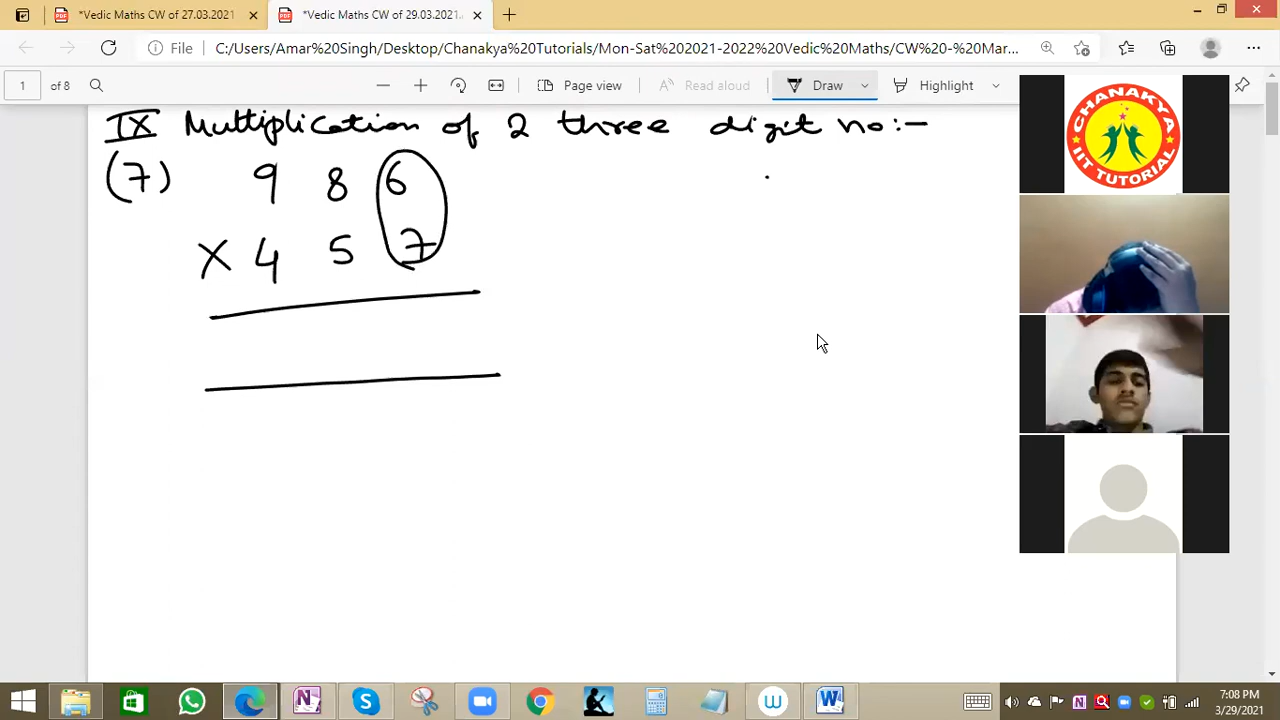 *Vedic Maths CW of 27.03.2021
*Vedic Maths CW of 29.03.2021.
File
C:/Users/Amar%20Singh/Desktop/Chanakya%20Tutorials/Mon-Sat%202021-2022%20Vedic%20Maths/CW%20-%20Mar...
1 of 8
Page view
Read aloud
Draw
Highlight
IX Multiplication of 2 three digit no:-
(7) 9 8 6
X 4 5 7
CHANAKYA
IIT TUTORIAL
7:08 PM
3/29/2021